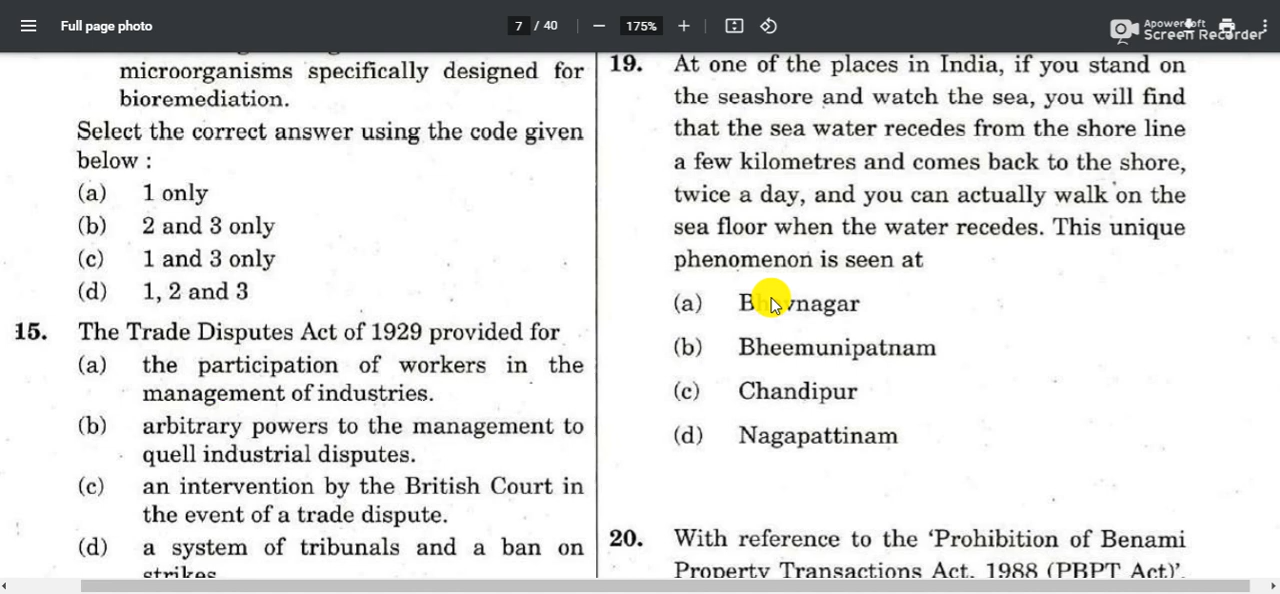 Full page photo
7 / 40
175%
Apowersoft
Screen Recorder
microorganisms specifically designed for
bioremediation.
Select the correct answer using the code given
below :
(a) 1 only
(b) 2 and 3 only
(c) 1 and 3 only
(d) 1, 2 and 3
15. The Trade Disputes Act of 1929 provided for
(a) the participation of workers in the
management of industries.
(b) arbitrary powers to the management to
quell industrial disputes.
(c) an intervention by the British Court in
the event of a trade dispute.
(d) a system of tribunals and a ban on
strikes
19. At one of the places in India, if you stand on
the seashore and watch the sea, you will find
that the sea water recedes from the shore line
a few kilometres and comes back to the shore,
twice a day, and you can actually walk on the
sea floor when the water recedes. This unique
phenomenon is seen at
(a) Bhavnagar
(b) Bheemunipatnam
(c) Chandipur
(d) Nagapattinam
20. With reference to the ‘Prohibition of Benami
Property Transactions Act, 1988 (PBPT Act)’,